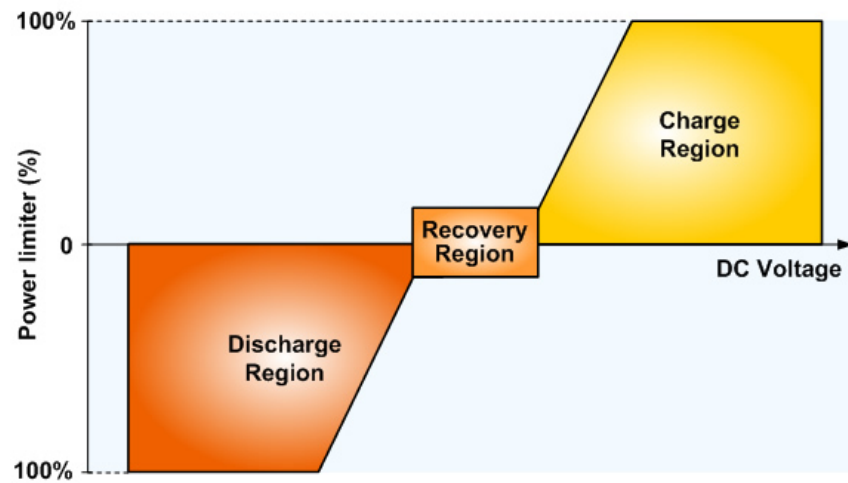 100%
Power limiter (%)
Charge
Region
0
Recovery
Region
DC Voltage
Discharge
Region
100%